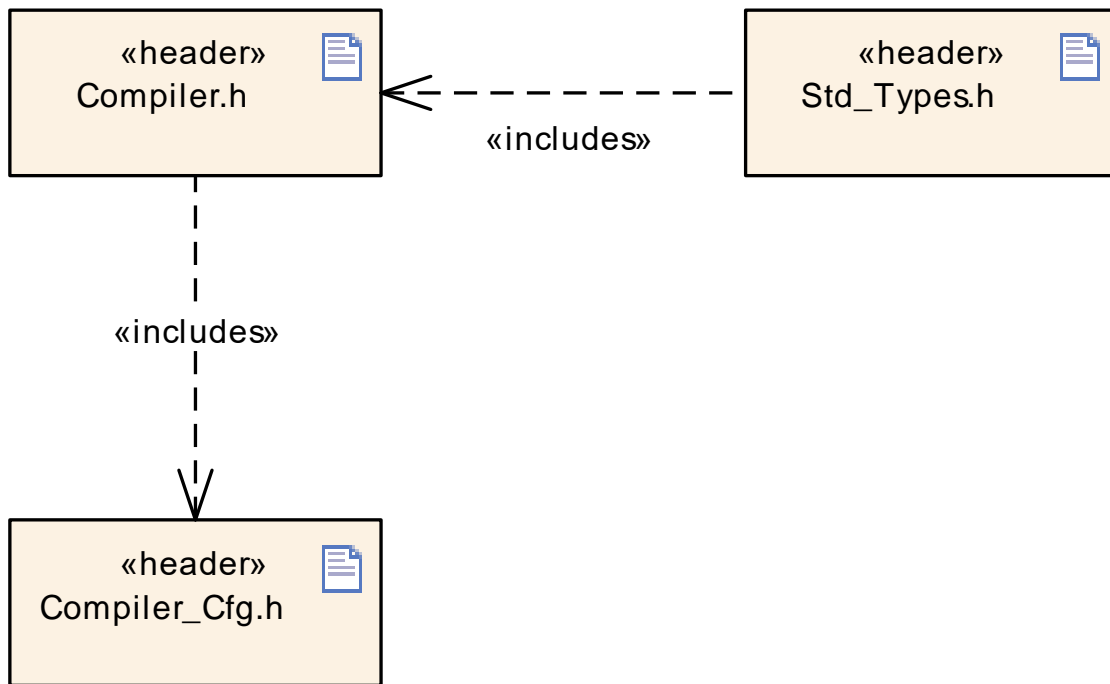 «header»
Compiler.h
«header»
Std_Types.h
«includes»
«includes»
«header»
Compiler_Cfg.h